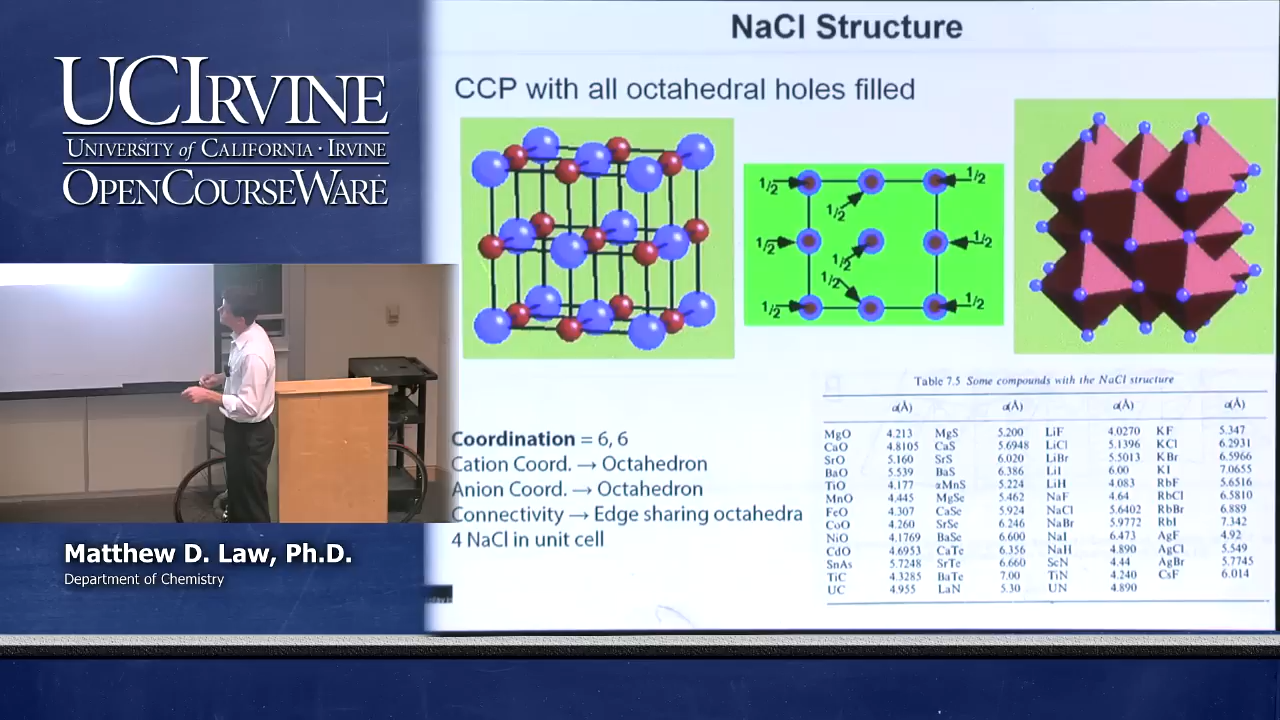 UCIRVINE
UNIVERSITY of CALIFORNIA · IRVINE
OPENCOURSEWARE
NaCl Structure
CCP with all octahedral holes filled
1/2 1/2
1/2
1/2 1/2
1/2
1/2
1/2 1/2
Coordination = 6, 6
Cation Coord. → Octahedron
Anion Coord. → Octahedron
Connectivity → Edge sharing octahedra
4 NaCl in unit cell
Table 7.5 Some compounds with the NaCl structure
a(Å) a(Å) a(Å) a(Å)
MgO 4.213 MgS 5.200 LiF 4.0270 KF 5.347
CaO 4.8105 CaS 5.6948 LiCl 5.1396 KCl 6.2931
SrO 5.160 SrS 6.020 LiBr 5.5013 KBr 6.5966
BaO 5.539 BaS 6.386 LiI 6.00 KI 7.0655
TiO 4.177 αMnS 5.224 LiH 4.083 RbF 5.6516
MnO 4.445 MgSe 5.462 NaF 4.64 RbCl 6.5810
FeO 4.307 CaSe 5.924 NaCl 5.6402 RbBr 6.889
CoO 4.260 SrSe 6.246 NaBr 5.9772 RbI 7.342
NiO 4.1769 BaSe 6.600 NaI 6.473 AgF 4.92
CdO 4.6953 CaTe 6.356 NaH 4.890 AgCl 5.549
SnAs 5.7248 SrTe 6.660 ScN 4.44 AgBr 5.7745
TiC 4.3285 BaTe 7.00 TiN 4.240 CsF 6.014
UC 4.955 LaN 5.30 UN 4.890
Matthew D. Law, Ph.D.
Department of Chemistry